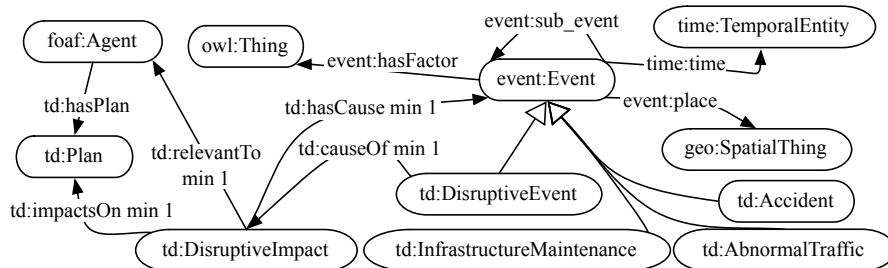 event:sub_event
foaf:Agent
owl:Thing
time:TemporalEntity
event:hasFactor
time:time
event:Event
td:hasPlan
td:hasCause min 1
event:place
td:Plan
td:relevantTo
min 1
td:causeOf min 1
geo:SpatialThing
td:DisruptiveEvent
td:Accident
td:impactsOn min 1
td:DisruptiveImpact
td:InfrastructureMaintenance
td:AbnormalTraffic